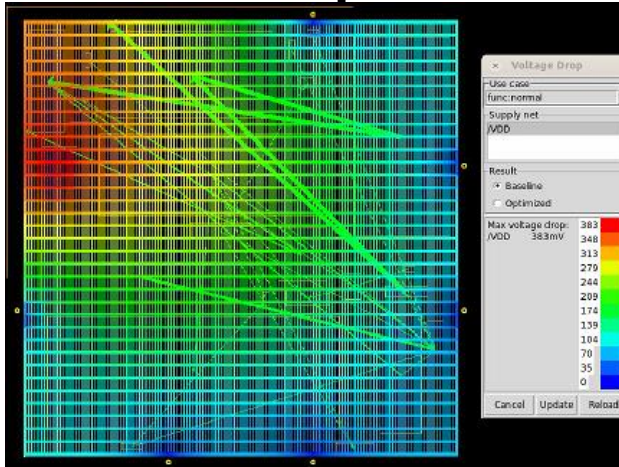 × Voltage Drop
Use case
func:normal
Supply net
/VDD
Result
Baseline
Optimized
Max voltage drop:
/VDD 383mV
383
348
313
279
244
209
174
139
104
70
35
0
Cancel Update Reload